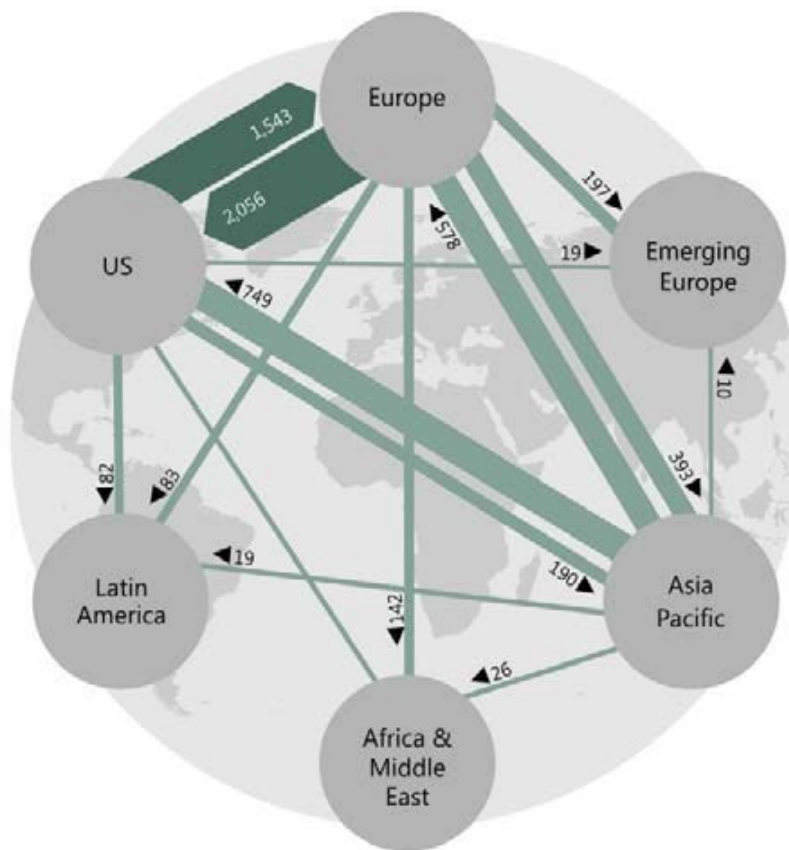 Europe
1,543
2,056
197
US
19
Emerging
Europe
749
578
10
82
83
393
19
190
142
Latin
America
Asia
Pacific
26
Africa &
Middle
East